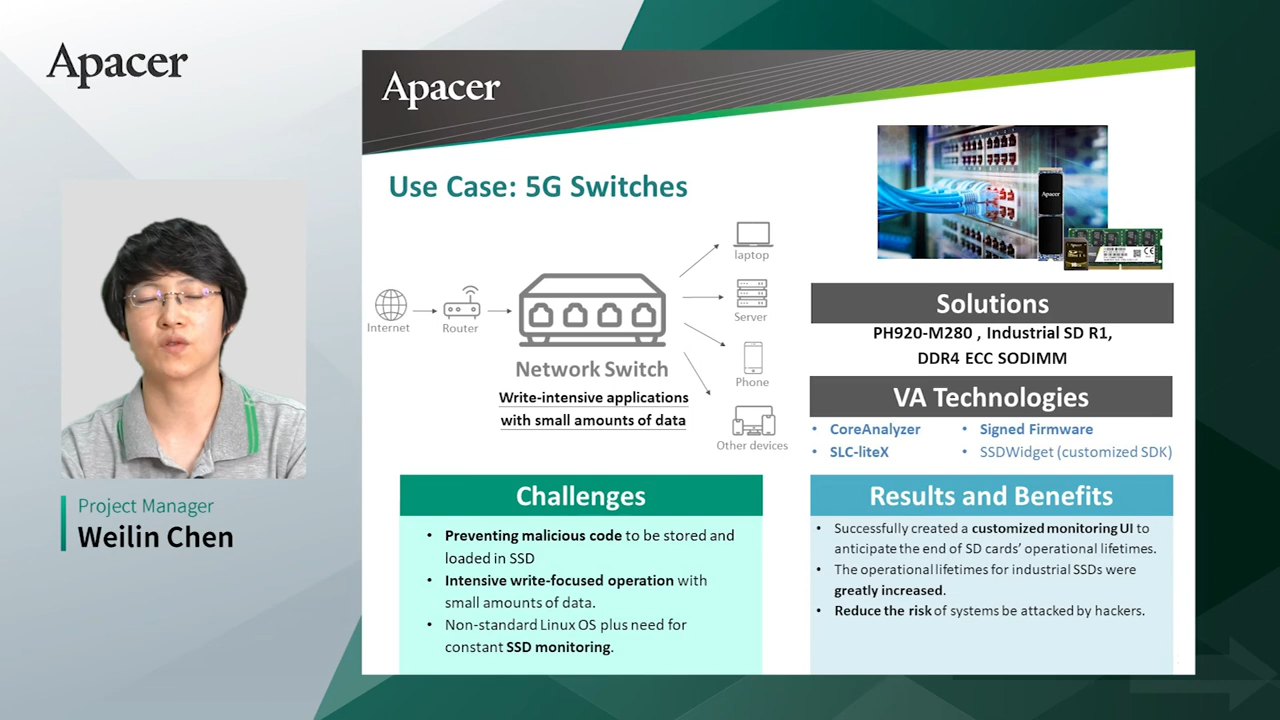 Apacer
Project Manager
Weilin Chen
Apacer
Use Case: 5G Switches
Internet
Router
Network Switch
Write-intensive applications
with small amounts of data
laptop
Server
Phone
Other devices
Apacer
Solutions
PH920-M280 , Industrial SD R1,
DDR4 ECC SODIMM
VA Technologies
• CoreAnalyzer
• SLC-liteX
• Signed Firmware
• SSDWidget (customized SDK)
Challenges
• Preventing malicious code to be stored and
loaded in SSD
• Intensive write-focused operation with
small amounts of data.
• Non-standard Linux OS plus need for
constant SSD monitoring.
Results and Benefits
• Successfully created a customized monitoring UI to
anticipate the end of SD cards’ operational lifetimes.
• The operational lifetimes for industrial SSDs were
greatly increased.
• Reduce the risk of systems be attacked by hackers.